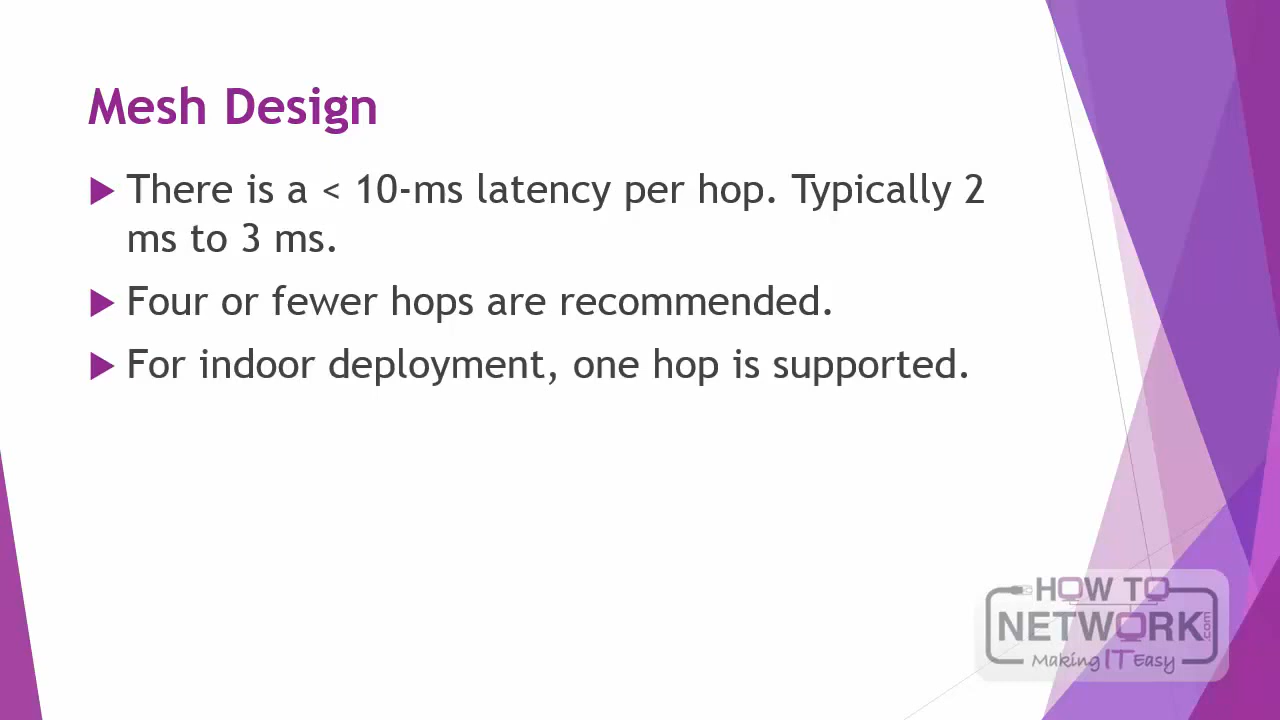 Mesh Design
There is a < 10-ms latency per hop. Typically 2
ms to 3 ms.
Four or fewer hops are recommended.
For indoor deployment, one hop is supported.
HOW TO
NETWORK.com
Making IT Easy